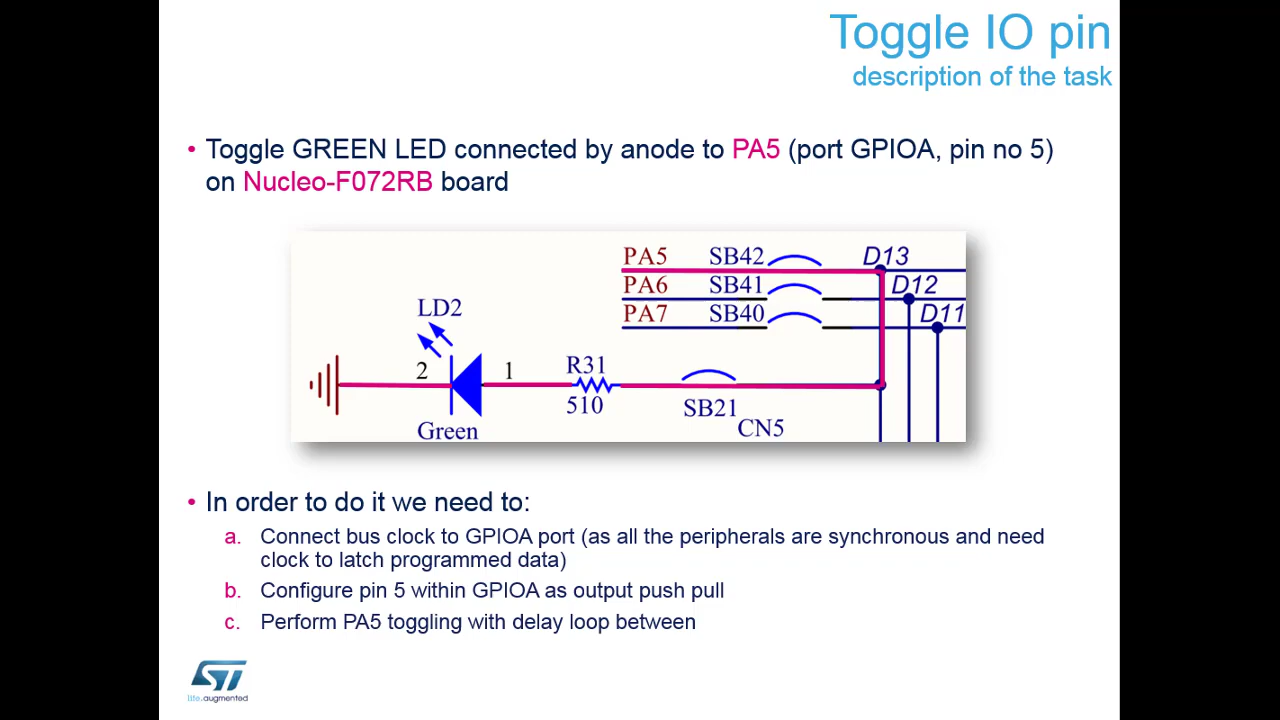 Toggle IO pin
description of the task
• Toggle GREEN LED connected by anode to PA5 (port GPIOA, pin no 5)
on Nucleo-F072RB board
PA5 SB42 D13
PA6 SB41 D12
PA7 SB40 D11
LD2
2 1 R31
510
SB21
Green
CN5
• In order to do it we need to:
a. Connect bus clock to GPIOA port (as all the peripherals are synchronous and need
clock to latch programmed data)
b. Configure pin 5 within GPIOA as output push pull
c. Perform PA5 toggling with delay loop between
ST
life.augmented